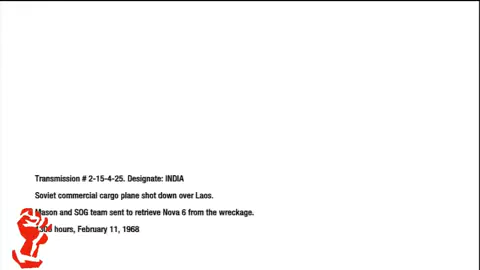 Transmission # 2-15-4-25. Designate: INDIA
Soviet commercial cargo plane shot down over Laos.
Mason and SOG team sent to retrieve Nova 6 from the wreckage.
hours, February 11, 1968